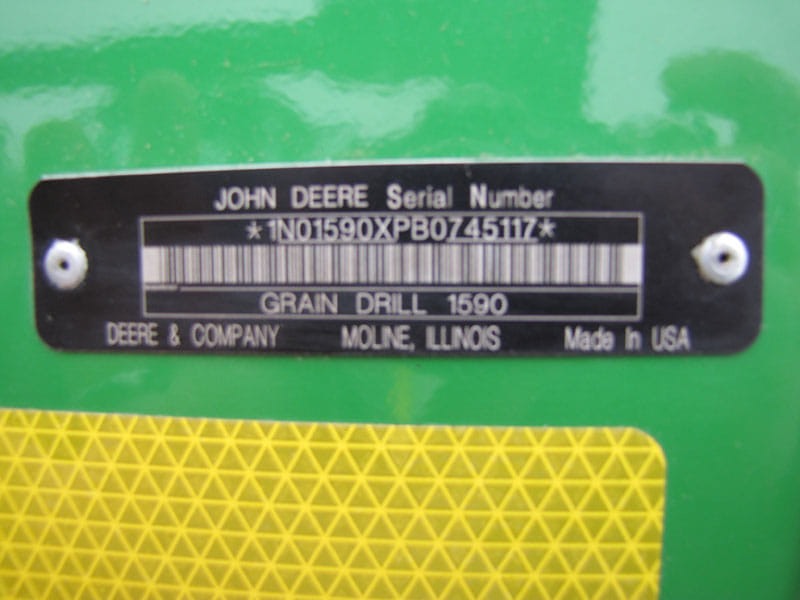 JOHN DEERE Serial Number
*1N01590XPB0745117*
GRAIN DRILL 1590
DEERE & COMPANY MOLINE, ILLINOIS Made In USA